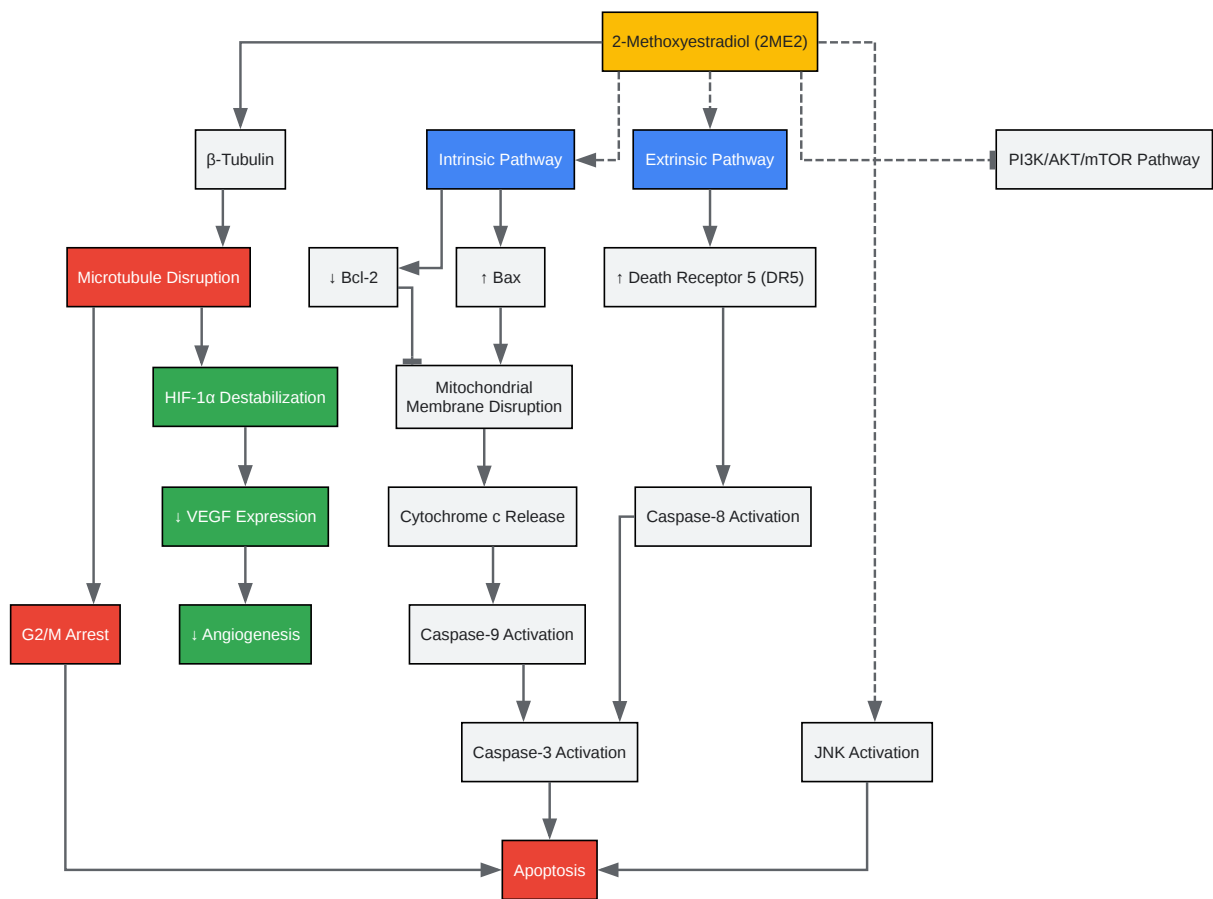 2-Methoxyestradiol (2ME2)
β-Tubulin
Intrinsic Pathway
Extrinsic Pathway
PI3K/AKT/mTOR Pathway
Microtubule Disruption
↓ Bcl-2
↑ Bax
↑ Death Receptor 5 (DR5)
HIF-1α Destabilization
Mitochondrial
Membrane Disruption
↓ VEGF Expression
Cytochrome c Release
Caspase-8 Activation
G2/M Arrest
↓ Angiogenesis
Caspase-9 Activation
Caspase-3 Activation
JNK Activation
Apoptosis